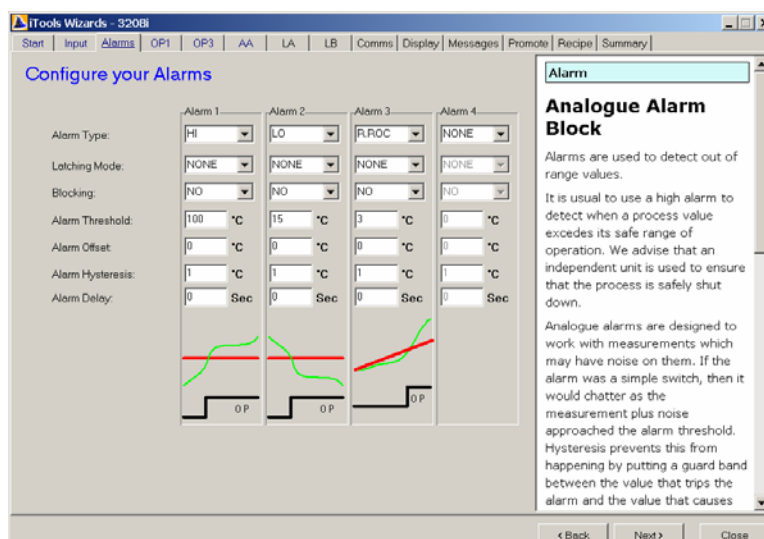 iTools Wizards - 3208i
Start Input Alarms OP1 OP3 AA LA LB Comms Display Messages Promote Recipe Summary
Configure your Alarms
Alarm 1 Alarm 2 Alarm 3 Alarm 4
Alarm Type: HI LO R.ROC NONE
Latching Mode: NONE NONE NONE NONE
Blocking: NO NO NO NO
Alarm Threshold: 100 °C 15 °C 3 °C 0 °C
Alarm Offset: 0 °C 0 °C 0 °C 0 °C
Alarm Hysteresis: 1 °C 1 °C 1 °C 1 °C
Alarm Delay: 0 Sec 0 Sec 0 Sec 0 Sec
OP OP OP
Alarm
Analogue Alarm
Block
Alarms are used to detect out of
range values.
It is usual to use a high alarm to
detect when a process value
excedes its safe range of
operation. We advise that an
independent unit is used to ensure
that the process is safely shut
down.
Analogue alarms are designed to
work with measurements which
may have noise on them. If the
alarm was a simple switch, then it
would chatter as the
measurement plus noise
approached the alarm threshold.
Hysteresis prevents this from
happening by putting a guard band
between the value that trips the
alarm and the value that causes
< Back Next > Close